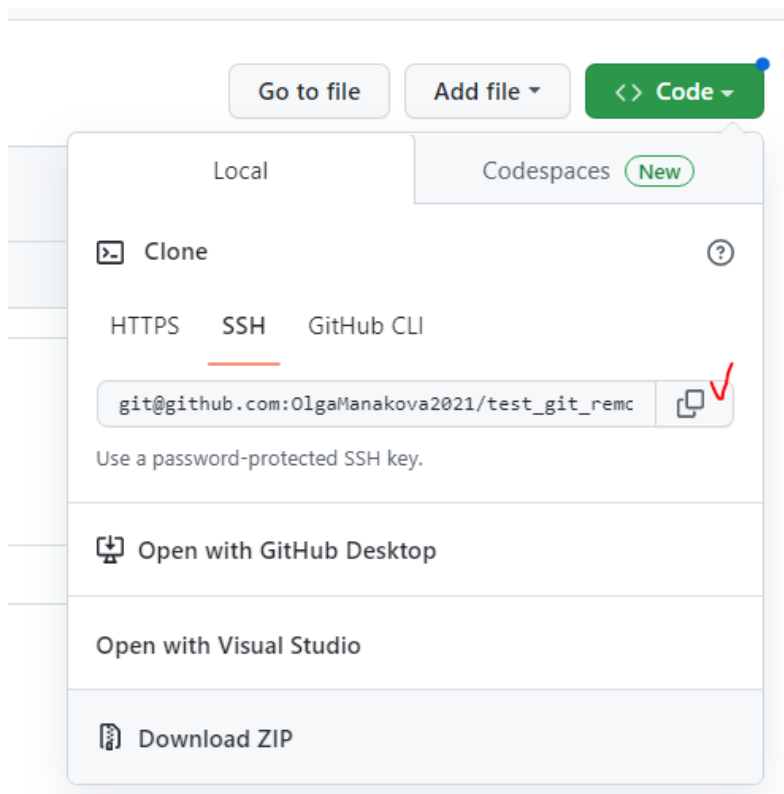 Go to file Add file <> Code
Local Codespaces New
Clone
HTTPS SSH GitHub CLI
git@github.com:OlgaManakova2021/test_git_remo
Use a password-protected SSH key.
Open with GitHub Desktop
Open with Visual Studio
Download ZIP